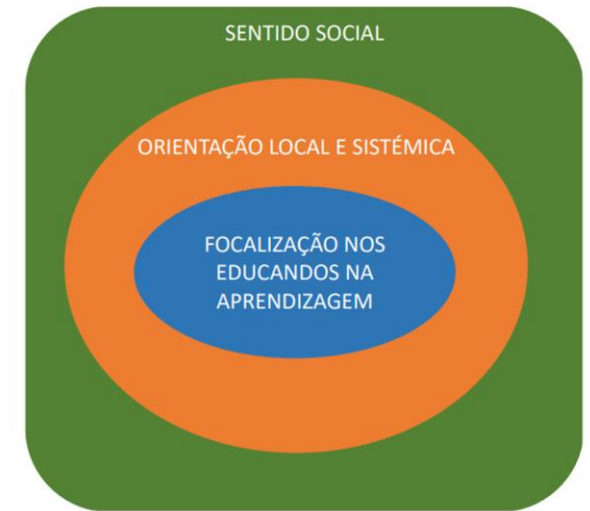 SENTIDO SOCIAL
ORIENTAÇÃO LOCAL E SISTÉMICA
FOCALIZAÇÃO NOS
EDUCANDOS NA
APRENDIZAGEM